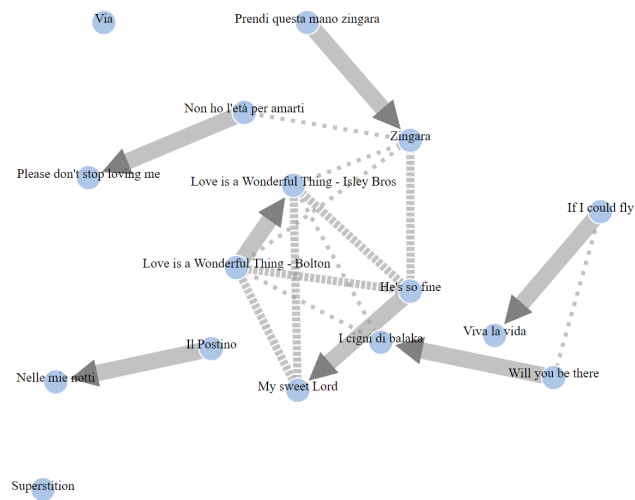 Via
Prendi questa mano zingara
Non ho l'età per amarti
Zingara
Please don't stop loving me
Love is a Wonderful Thing - Isley Bros
If I could fly
Love is a Wonderful Thing - Bolton
He's so fine
Viva la vida
I cigni di balaka
Il Postino
Nelle mie notti
My sweet Lord
Will you be there
Superstition